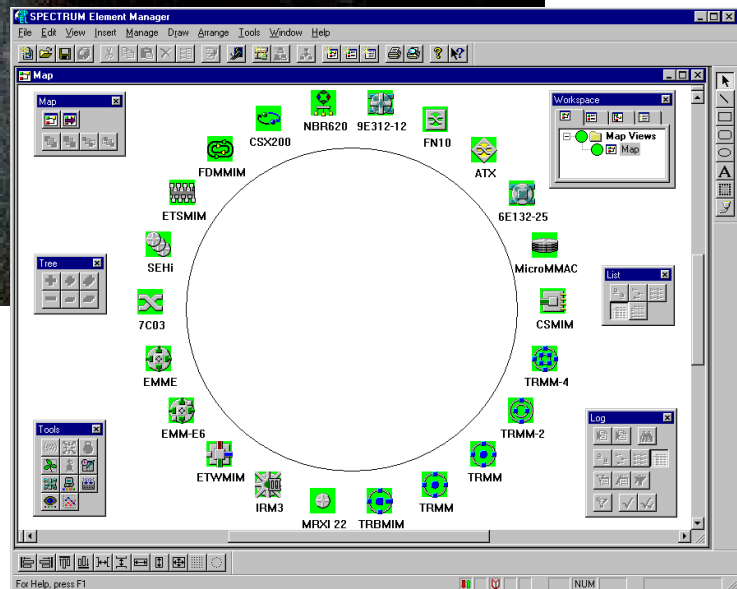 SPECTRUM Element Manager
File Edit View Insert Manage Draw Arrange Tools Window Help
Map
Map
Workspace
Map Views
Map
NBR620
9E312-12
CSX200
FN10
FDMMIM
ATX
ETSMIM
6E132-25
SEHi
MicroMMAC
Tree
List
7C03
CSMIM
EMME
TRMM-4
EMM-E6
TRMM-2
Tools
Log
ETWMIM
TRMM
IRM3
TRMM
MRXI 22
TRBMIM
For Help, press F1
NUM